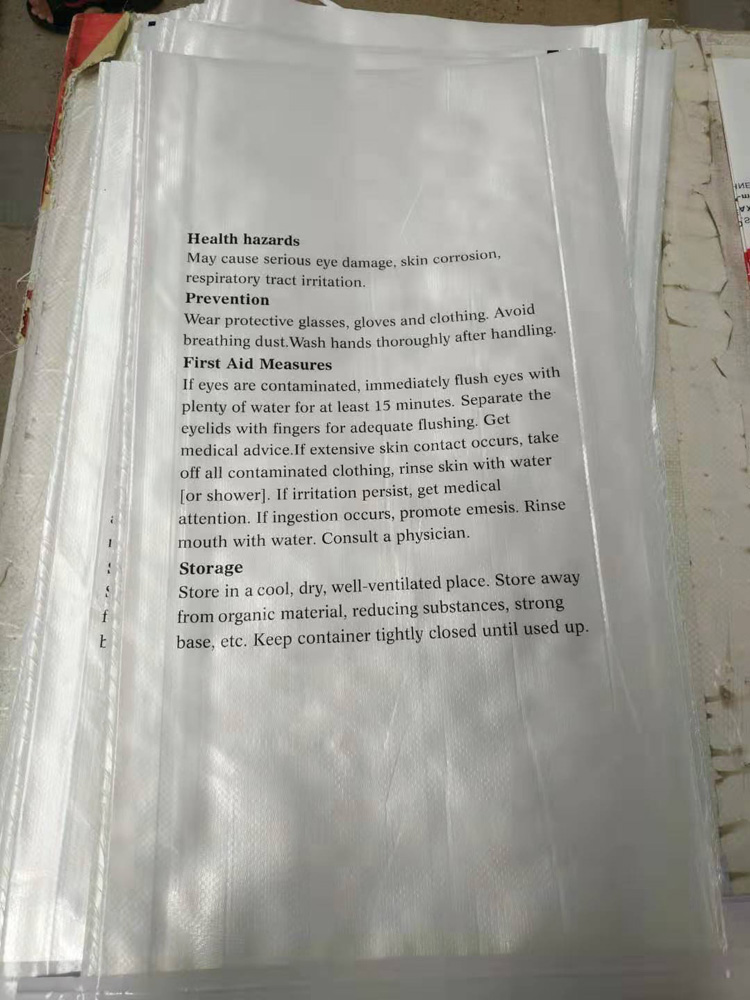 Health hazards
May cause serious eye damage, skin corrosion,
respiratory tract irritation.
Prevention
Wear protective glasses, gloves and clothing. Avoid
breathing dust.Wash hands thoroughly after handling.
First Aid Measures
If eyes are contaminated, immediately flush eyes with
plenty of water for at least 15 minutes. Separate the
eyelids with fingers for adequate flushing. Get
medical advice.If extensive skin contact occurs, take
off all contaminated clothing, rinse skin with water
[or shower]. If irritation persist, get medical
attention. If ingestion occurs, promote emesis. Rinse
mouth with water. Consult a physician.
Storage
Store in a cool, dry, well-ventilated place. Store away
from organic material, reducing substances, strong
base, etc. Keep container tightly closed until used up.